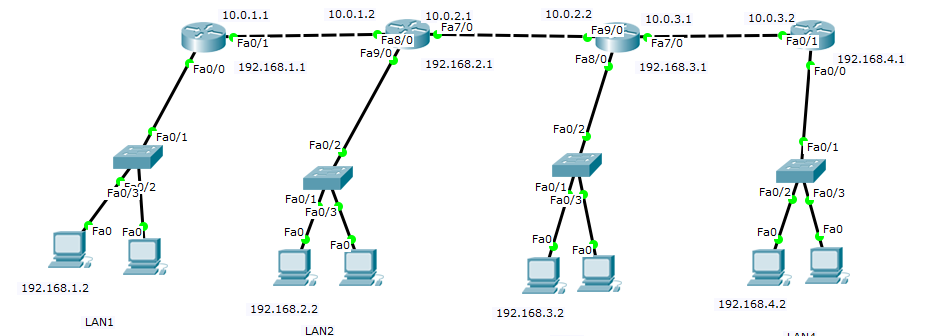 10.0.1.1
10.0.1.2
10.0.2.1
10.0.2.2
10.0.3.1
10.0.3.2
Fa0/1
Fa8/0
Fa7/0
Fa9/0
Fa7/0
Fa0/1
Fa0/0
192.168.1.1
Fa9/0
192.168.2.1
Fa8/0
192.168.3.1
Fa0/0
192.168.4.1
Fa0/1
Fa0/2
Fa0/2
Fa0/1
Fa0/3
Fa0/2
Fa0/1
Fa0/3
Fa0/1
Fa0/3
Fa0/2
Fa0/3
Fa0
Fa0
Fa0
Fa0
Fa0
Fa0
Fa0
Fa0
192.168.1.2
192.168.2.2
192.168.3.2
192.168.4.2
LAN1
LAN2
LAN4